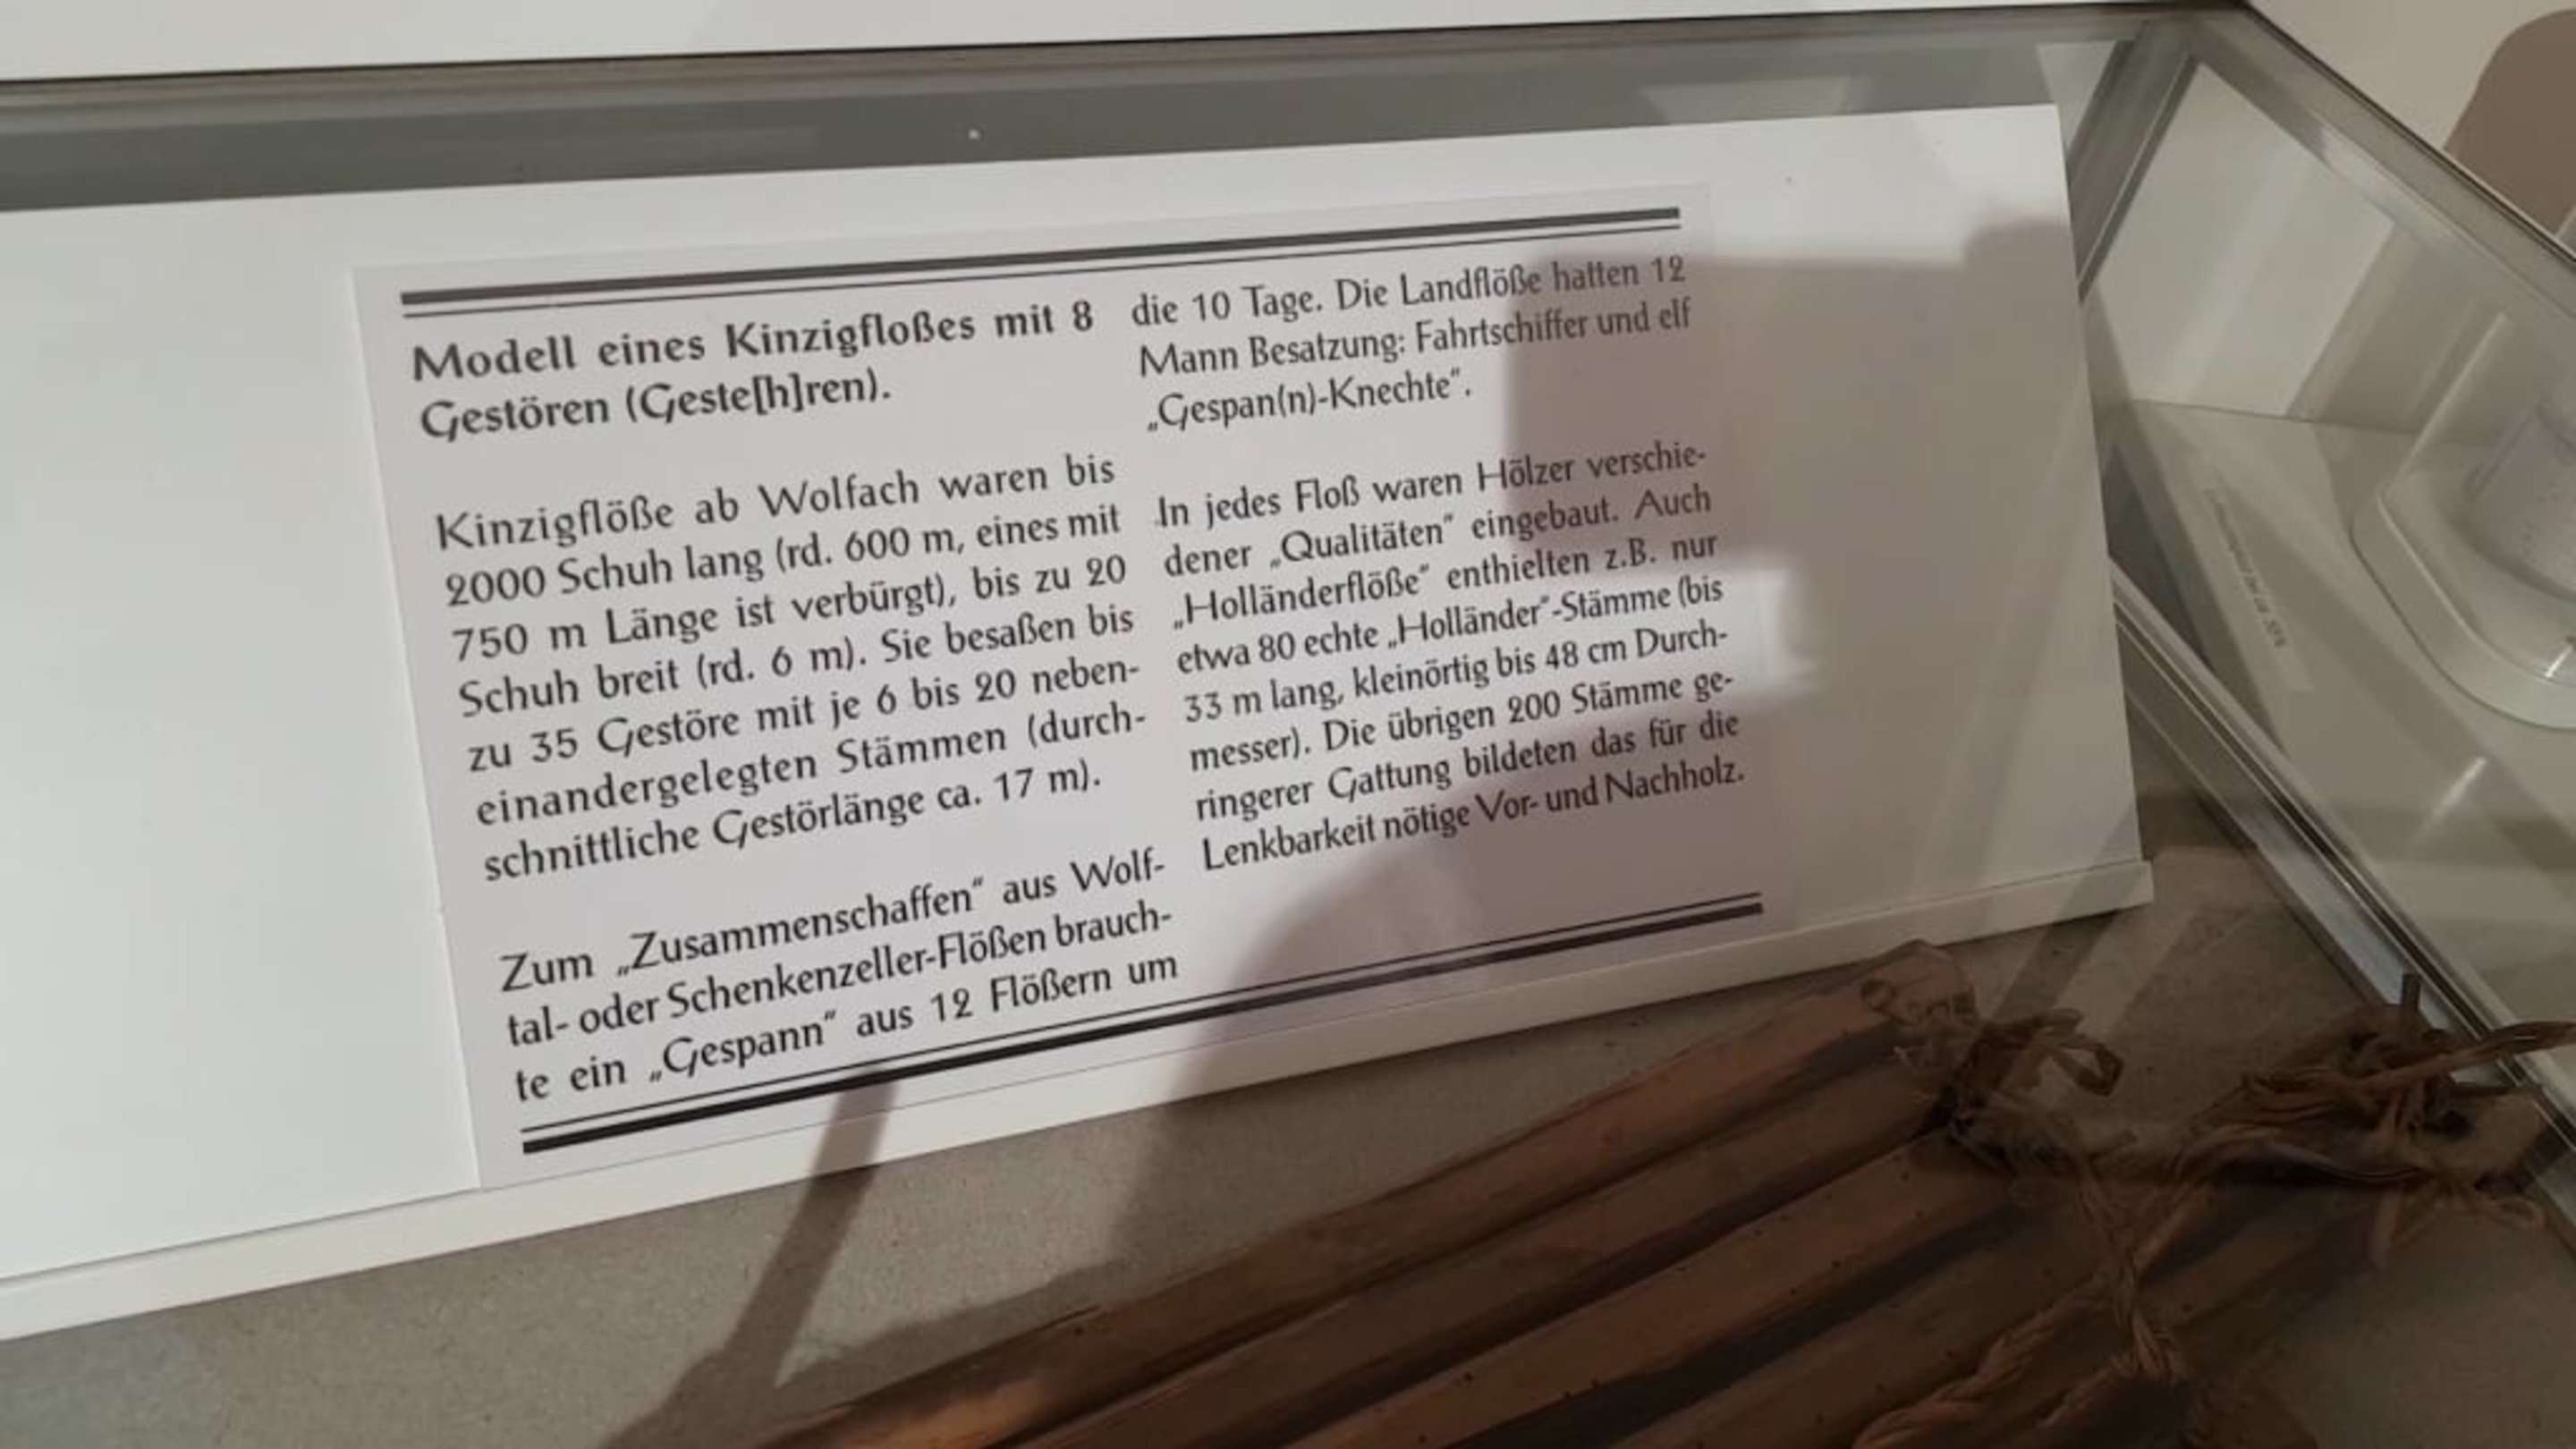 Modell eines Kinzigfloßes mit 8
Gestören (Geste[h]ren).
Kinzigflöße ab Wolfach waren bis
2000 Schuh lang (rd. 600 m, eines mit
750 m Länge ist verbürgt), bis zu 20
Schuh breit (rd. 6 m). Sie besaßen bis
zu 35 Gestöre mit je 6 bis 20 neben-
einandergelegten Stämmen (durch-
schnittliche Gestörlänge ca. 17 m).
Zum „Zusammenschaffen“ aus Wolf-
tal- oder Schenkenzeller-Flößen brauch-
te ein „Gespann“ aus 12 Flößern um
die 10 Tage. Die Landflöße hatten 12
Mann Besatzung: Fahrtschiffer und elf
„Gespan(n)-Knechte“.
In jedes Floß waren Hölzer verschie-
dener „Qualitäten“ eingebaut. Auch
„Holländerflöße“ enthielten z.B. nur
etwa 80 echte „Holländer“-Stämme (bis
33 m lang, kleinörtig bis 48 cm Durch-
messer). Die übrigen 200 Stämme ge-
ringerer Gattung bildeten das für die
Lenkbarkeit nötige Vor- und Nachholz.